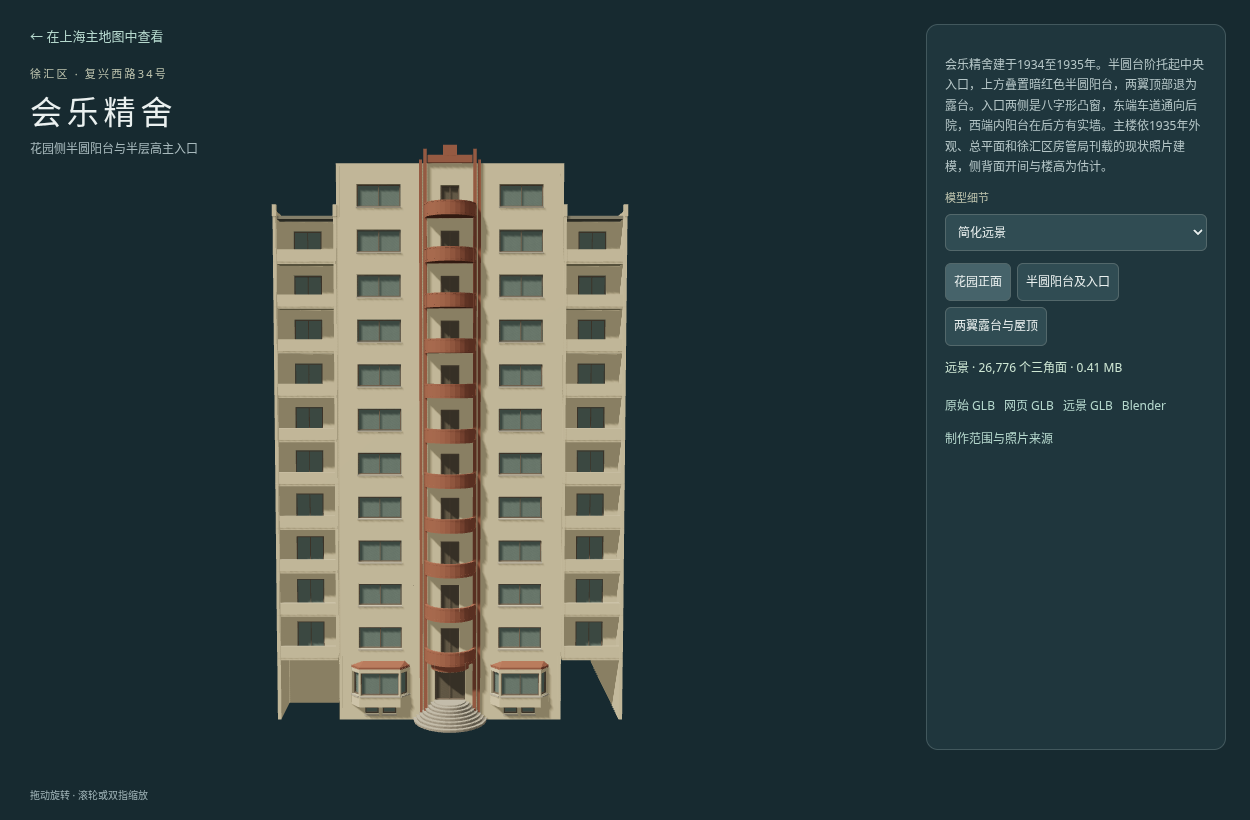 ← 在上海主地图中查看
徐汇区 · 复兴西路34号
会乐精舍
花园侧半圆阳台与半层高主入口
会乐精舍建于1934至1935年。半圆台阶托起中央
入口，上方叠置暗红色半圆阳台，两翼顶部退为
露台。入口两侧是八字形凸窗，东端车道通向后
院，西端内阳台在后方有实墙。主楼依1935年外
观、总平面和徐汇区房管局刊载的现状照片建
模，侧背面开间与楼高为估计。
模型细节
简化远景
花园正面 半圆阳台及入口
两翼露台与屋顶
远景 · 26,776 个三角面 · 0.41 MB
原始 GLB 网页 GLB 远景 GLB Blender
制作范围与照片来源
拖动旋转 · 滚轮或双指缩放